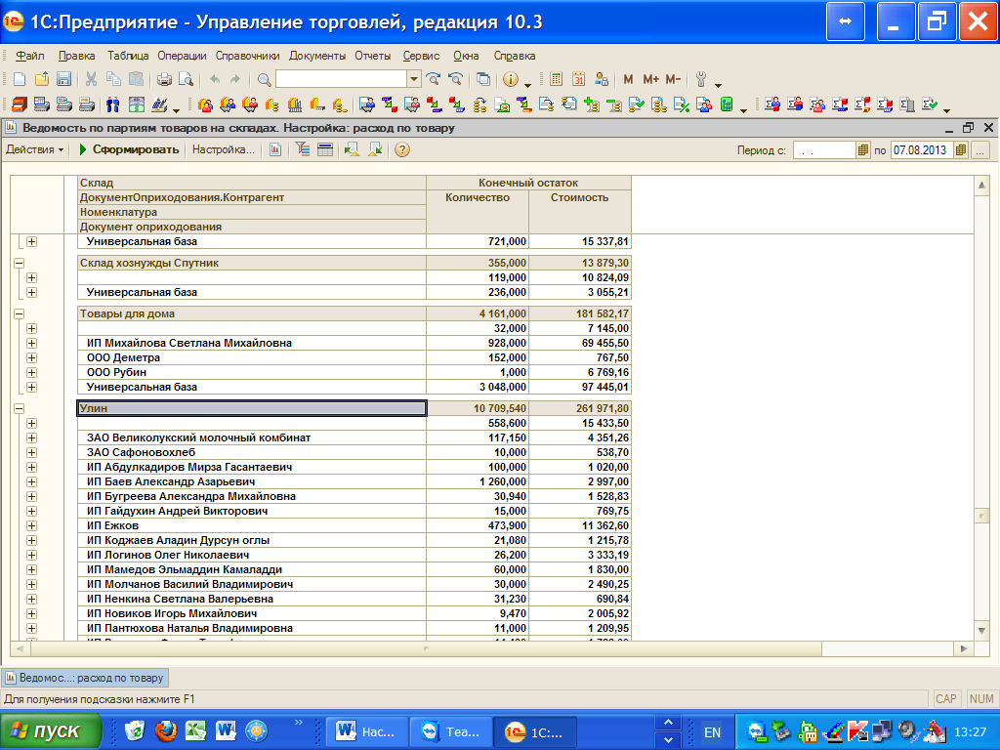 1С:Предприятие - Управление торговлей, редакция 10.3
Файл Правка Таблица Операции Справочники Документы Отчеты Сервис Окна Справка
M M+ M-
Ведомость по партиям товаров на складах. Настройка: расход по товару
Действия Сформировать Настройка... Период с: . . по 07.08.2013 ...
Склад Конечный остаток
ДокументОприходования.Контрагент Количество Стоимость
Номенклатура
Документ оприходования
Универсальная база 721,000 15 337,81
Склад хознужды Спутник 355,000 13 879,30
119,000 10 824,09
Универсальная база 236,000 3 055,21
Товары для дома 4 161,000 181 582,17
32,000 7 145,00
ИП Михайлова Светлана Михайловна 928,000 69 455,50
ООО Деметра 152,000 767,50
ООО Рубин 1,000 6 769,16
Универсальная база 3 048,000 97 445,01
Улин 10 709,540 261 971,80
558,600 15 433,50
ЗАО Великолукский молочный комбинат 117,150 4 351,26
ЗАО Сафоновохлеб 10,000 538,70
ИП Абдулкадиров Мирза Гасантаевич 100,000 1 020,00
ИП Баев Александр Азарьевич 1 260,000 2 997,00
ИП Бугреева Александра Михайловна 30,940 1 528,83
ИП Гайдухин Андрей Викторович 15,000 769,75
ИП Ежков 473,900 11 362,60
ИП Коджаев Аладин Дурсун оглы 21,080 1 215,78
ИП Логинов Олег Николаевич 26,200 3 333,19
ИП Мамедов Эльмаддин Камаладди 60,000 1 830,00
ИП Молчанов Василий Владимирович 30,000 2 490,25
ИП Ненкина Светлана Валерьевна 31,230 690,84
ИП Новиков Игорь Михайлович 9,470 2 005,92
ИП Пантюхова Наталья Владимировна 11,000 1 209,95
Ведомос...: расход по товару
Для получения подсказки нажмите F1 CAP NUM
пуск » Нас... Теа... 1С:... EN 13:27